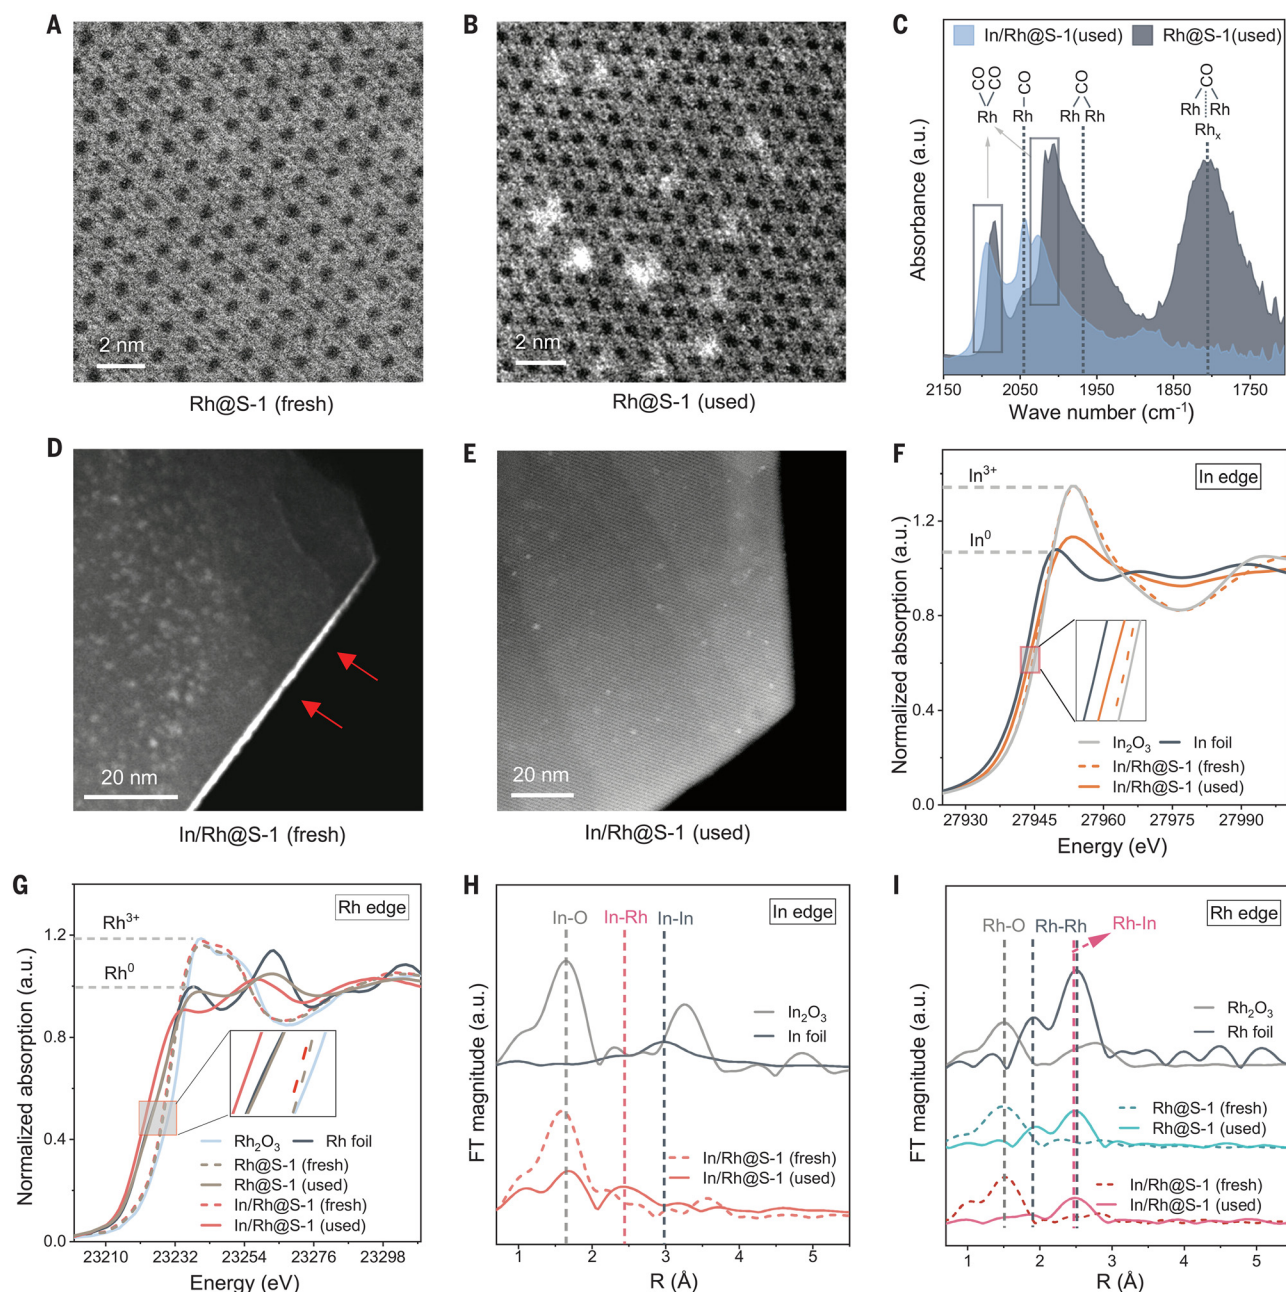 A
2 nm
Rh@S-1 (fresh)
B
2 nm
Rh@S-1 (used)
C
In/Rh@S-1(used) Rh@S-1(used)
CO CO CO CO CO
Rh Rh Rh Rh Rh Rh
Rhx
Absorbance (a.u.)
2150 2050 1950 1850 1750
Wave number (cm-1)
D
20 nm
In/Rh@S-1 (fresh)
E
20 nm
In/Rh@S-1 (used)
F
In edge
In3+
In0
Normalized absorption (a.u.)
1.2
0.8
0.4
0.0
In2O3 In foil
In/Rh@S-1 (fresh)
In/Rh@S-1 (used)
27930 27945 27960 27975 27990
Energy (eV)
G
Rh edge
Rh3+
Rh0
Normalized absorption (a.u.)
1.2
0.8
0.4
0.0
Rh2O3 Rh foil
Rh@S-1 (fresh)
Rh@S-1 (used)
In/Rh@S-1 (fresh)
In/Rh@S-1 (used)
23210 23232 23254 23276 23298
Energy (eV)
H
In edge
In-O In-Rh In-In
FT magnitude (a.u.)
In2O3
In foil
In/Rh@S-1 (fresh)
In/Rh@S-1 (used)
1 2 3 4 5
R (Å)
I
Rh edge
Rh-O Rh-Rh Rh-In
FT magnitude (a.u.)
Rh2O3
Rh foil
Rh@S-1 (fresh)
Rh@S-1 (used)
In/Rh@S-1 (fresh)
In/Rh@S-1 (used)
1 2 3 4 5
R (Å)